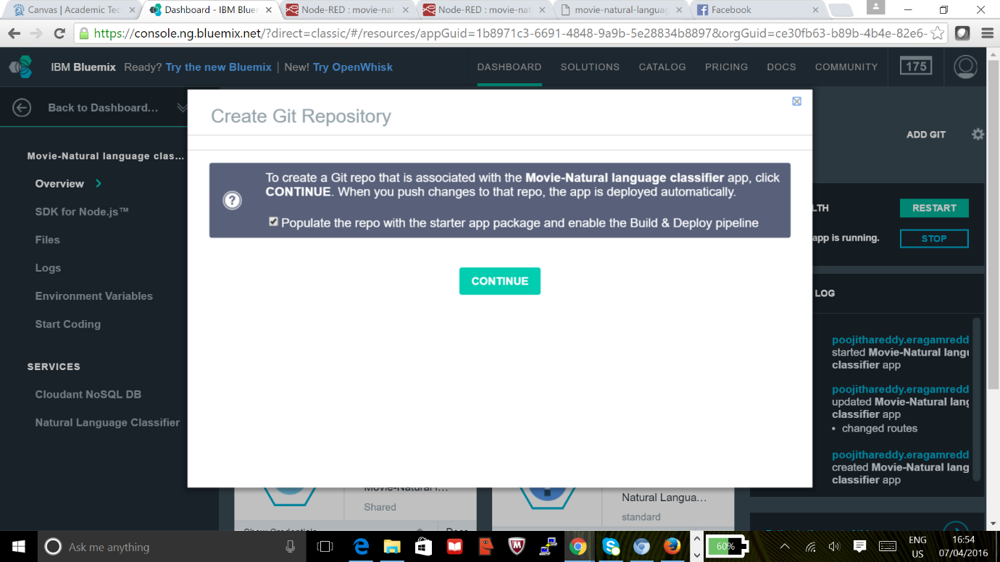 Canvas | Academic Tec
Dashboard - IBM Bluem
Node-RED : movie-nat
Node-RED : movie-nat
movie-natural-languag
Facebook
https://console.ng.bluemix.net/?direct=classic/#/resources/appGuid=1b8971c3-6691-4848-9a9b-5e28834b8897&orgGuid=ce30fb63-b89b-4b4e-82e6-
IBM Bluemix Ready? Try the new Bluemix | New! Try OpenWhisk
DASHBOARD SOLUTIONS CATALOG PRICING DOCS COMMUNITY 175
Back to Dashboard...
Create Git Repository
ADD GIT
Movie-Natural language clas...
Overview
SDK for Node.js™
Files
Logs
Environment Variables
Start Coding
SERVICES
Cloudant NoSQL DB
Natural Language Classifier
To create a Git repo that is associated with the Movie-Natural language classifier app, click
CONTINUE. When you push changes to that repo, the app is deployed automatically.
Populate the repo with the starter app package and enable the Build & Deploy pipeline
CONTINUE
LTH
RESTART
app is running.
STOP
LOG
poojithareddy.eragamredd
started Movie-Natural langu
classifier app
poojithareddy.eragamredd
updated Movie-Natural lang
classifier app
• changed routes
poojithareddy.eragamredd
created Movie-Natural lang
classifier app
Movie-Natural l...
Shared
Natural Langua...
standard
Ask me anything
60%
ENG
US
16:54
07/04/2016